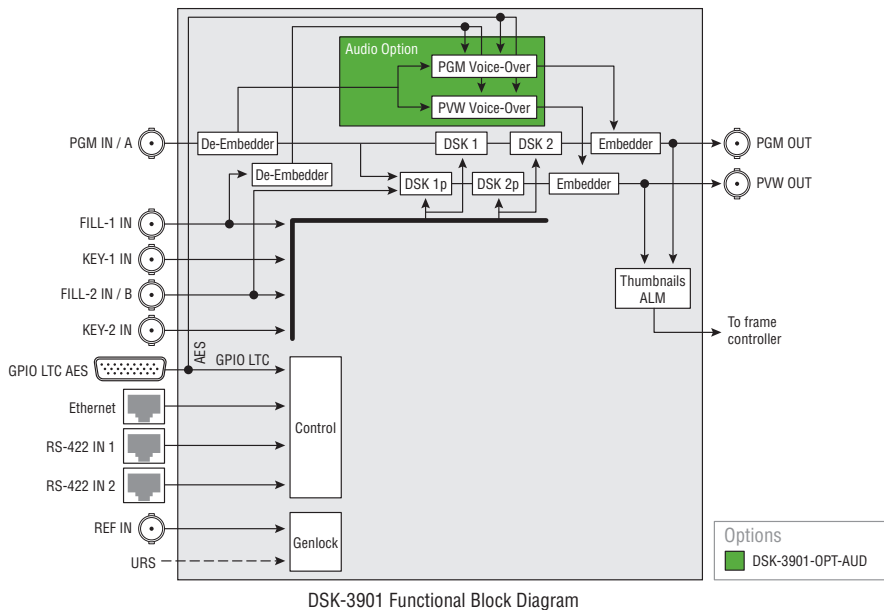 Audio Option
PGM Voice-Over
PVW Voice-Over
PGM IN / A
De-Embedder
DSK 1
DSK 2
Embedder
PGM OUT
De-Embedder
DSK 1p
DSK 2p
Embedder
PVW OUT
FILL-1 IN
KEY-1 IN
FILL-2 IN / B
KEY-2 IN
Thumbnails
ALM
To frame
controller
GPIO LTC AES
AES
GPIO LTC
Ethernet
RS-422 IN 1
RS-422 IN 2
Control
REF IN
URS
Genlock
Options
DSK-3901-OPT-AUD
DSK-3901 Functional Block Diagram